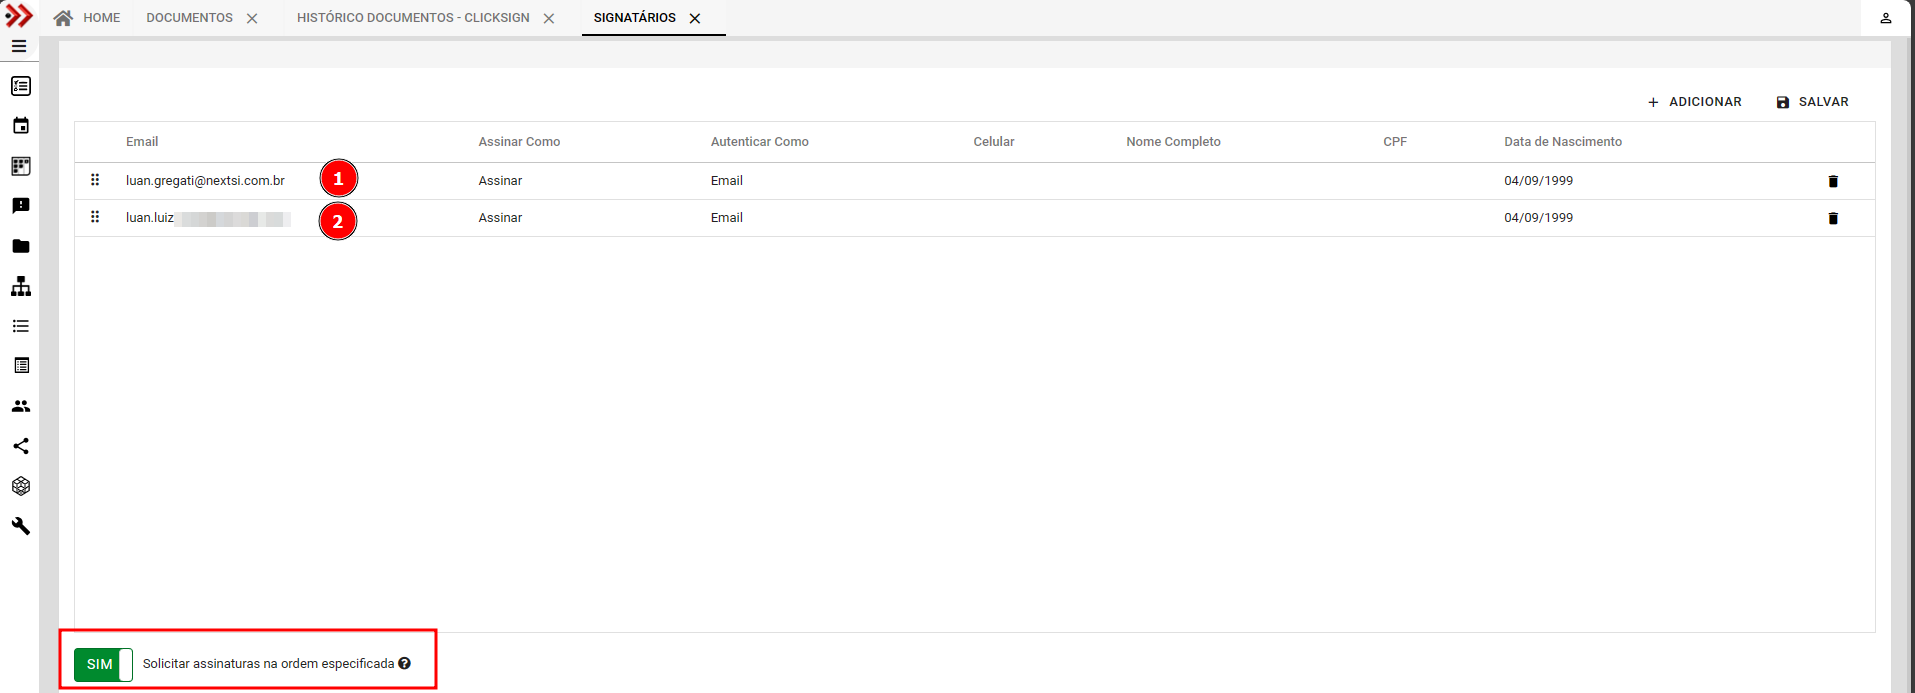 HOME DOCUMENTOS HISTÓRICO DOCUMENTOS - CLICKSIGN SIGNATÁRIOS
ADICIONAR SALVAR
Email Assinar Como Autenticar Como Celular Nome Completo CPF Data de Nascimento
luan.gregati@nextsi.com.br 1 Assinar Email 04/09/1999
luan.luiz 2 Assinar Email 04/09/1999
SIM Solicitar assinaturas na ordem especificada ?